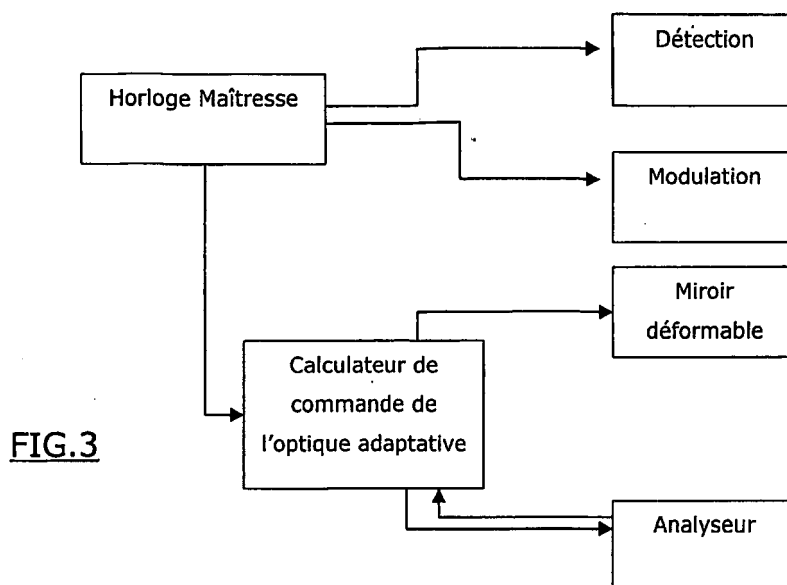 Détection
Horloge Maîtresse
Modulation
Miroir
déformable
Calculateur de
commande de
l'optique adaptative
FIG.3
Analyseur